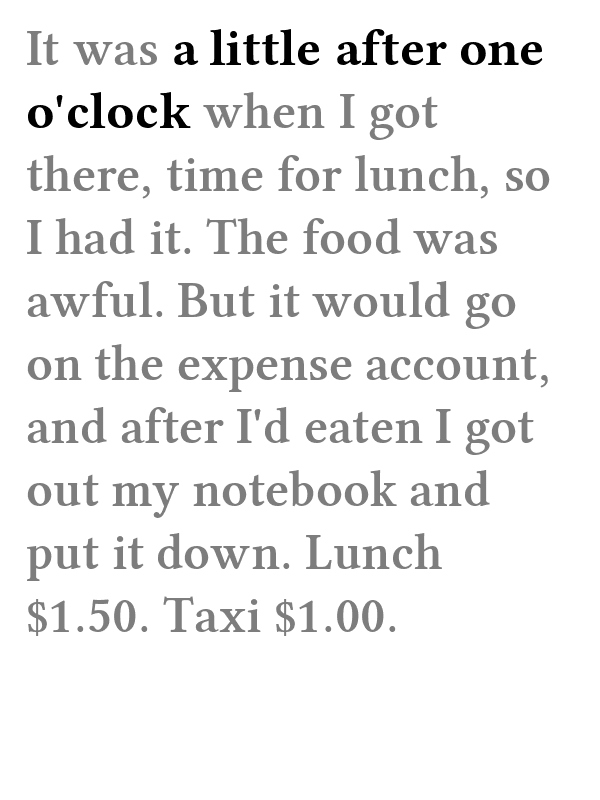 It was a little after one
o'clock when I got
there, time for lunch, so
I had it. The food was
awful. But it would go
on the expense account,
and after I'd eaten I got
out my notebook and
put it down. Lunch
$1.50. Taxi $1.00.